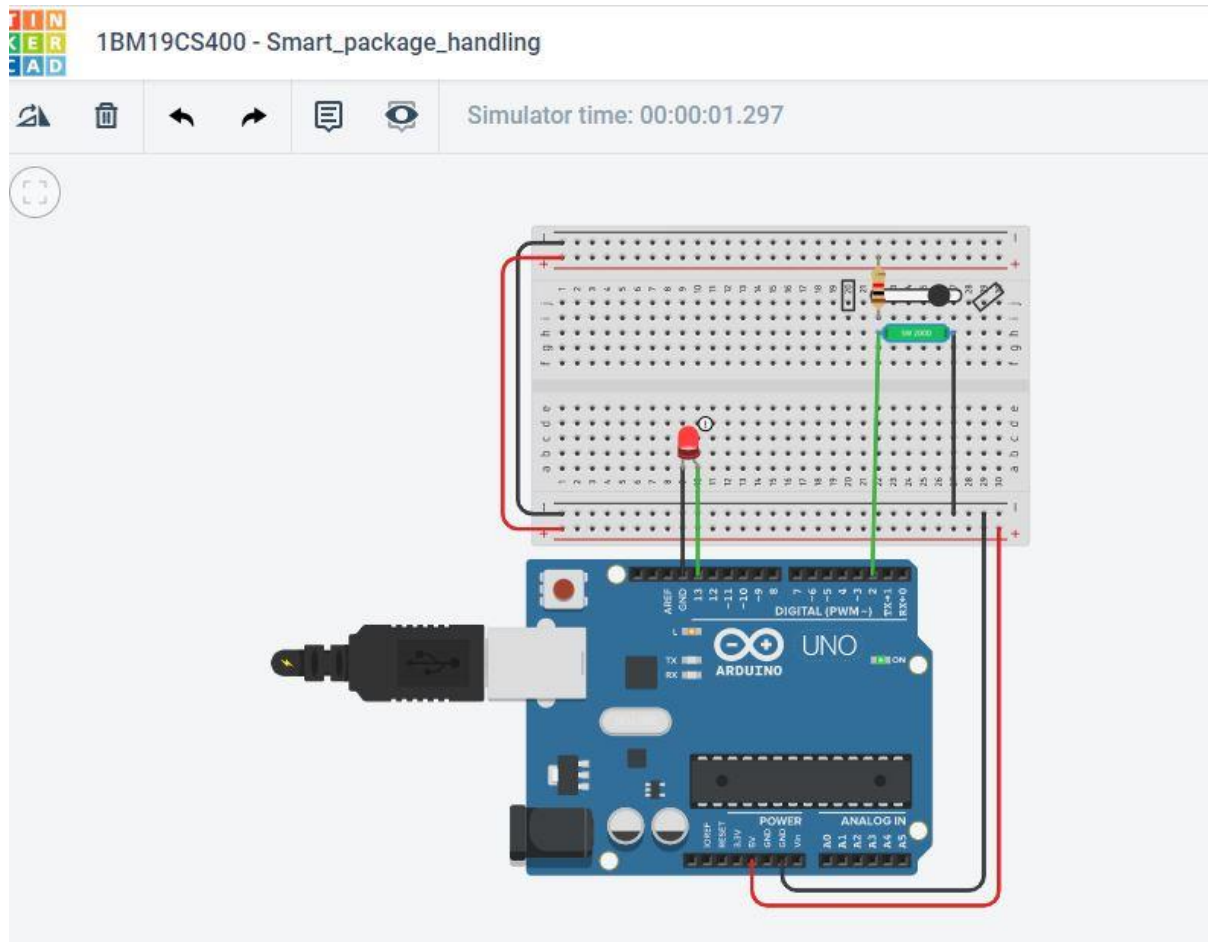 TIN
KER
CAD
1BM19CS400 - Smart_package_handling
Simulator time: 00:00:01.297
SW 200D
AREF
GND
13
12
~11
~10
~9
8
7
~6
~5
4
~3
2
TX→1
RX←0
DIGITAL (PWM ~)
L
TX
RX
UNO
ARDUINO
ON
POWER
ANALOG IN
IOREF
RESET
3.3V
5V
GND
GND
Vin
A0
A1
A2
A3
A4
A5